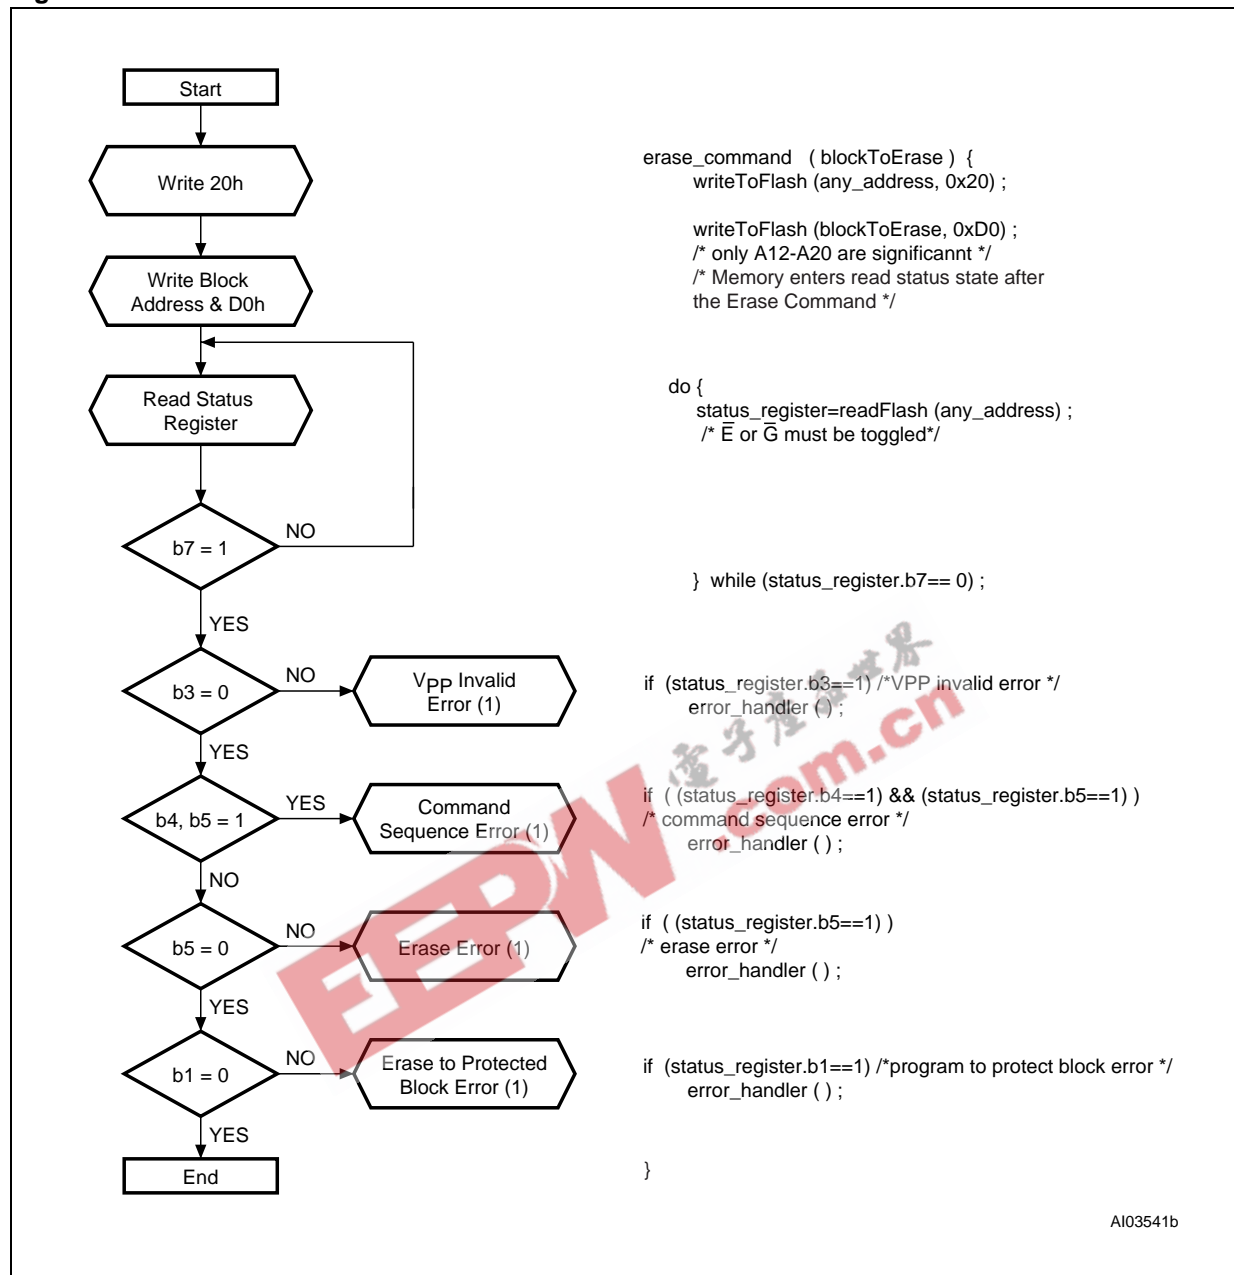 Start
Write 20h
Write Block
Address & D0h
Read Status
Register
NO
b7 = 1
YES
NO
b3 = 0
VPP Invalid
Error (1)
YES
YES
b4, b5 = 1
Command
Sequence Error (1)
NO
NO
b5 = 0
Erase Error (1)
YES
NO
b1 = 0
Erase to Protected
Block Error (1)
YES
End
erase_command ( blockToErase ) {
writeToFlash (any_address, 0x20) ;
writeToFlash (blockToErase, 0xD0) ;
/* only A12-A20 are significannt */
/* Memory enters read status state after
the Erase Command */
do {
status_register=readFlash (any_address) ;
/* E̅ or G̅ must be toggled*/
} while (status_register.b7== 0) ;
if (status_register.b3==1) /*VPP invalid error */
error_handler ( ) ;
if ( (status_register.b4==1) && (status_register.b5==1) )
/* command sequence error */
error_handler ( ) ;
if ( (status_register.b5==1) )
/* erase error */
error_handler ( ) ;
if (status_register.b1==1) /*program to protect block error */
error_handler ( ) ;
}
AI03541b
EEPW
電子產品世界
.com.cn